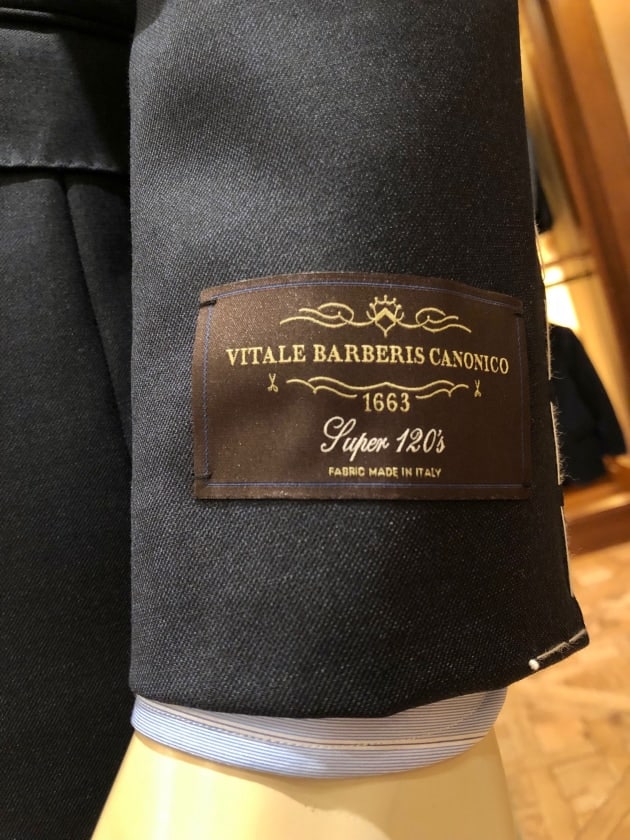 VITALE BARBERIS CANONICO
1663
Super 120's
FABRIC MADE IN ITALY